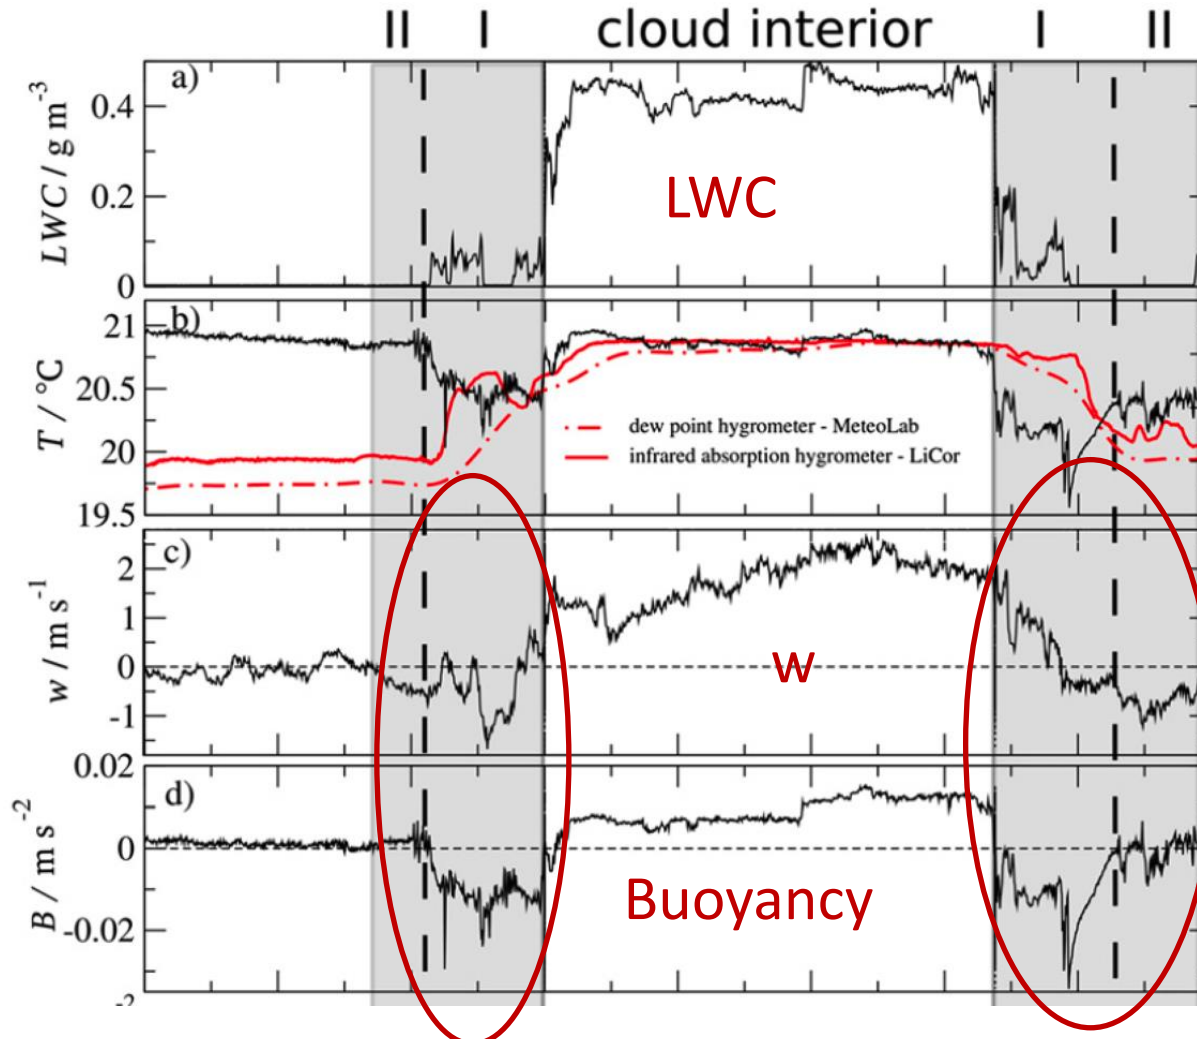 II I cloud interior I II
a)
LWC / g m⁻³
0.4
0.2
0
LWC
b)
T / °C
21
20.5
20
19.5
dew point hygrometer - MeteoLab
infrared absorption hygrometer - LiCor
c)
w / m s⁻¹
2
1
0
-1
w
0.02
d)
B / m s⁻²
0
-0.02
Buoyancy